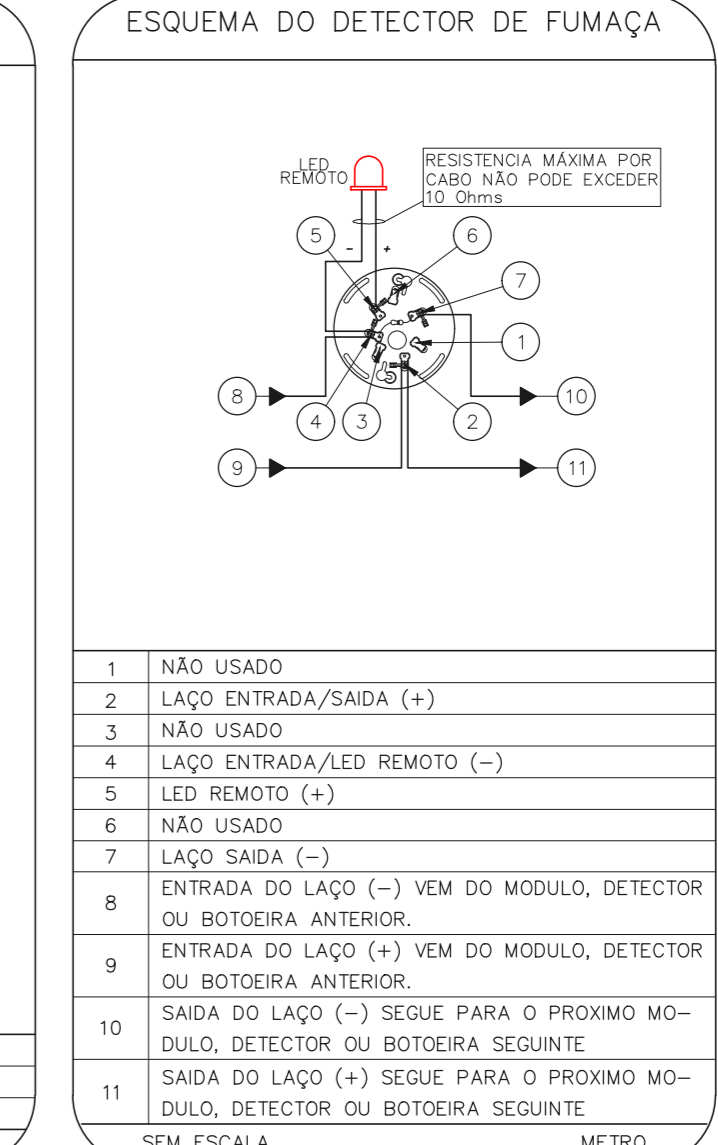 ESQUEMA DO DETECTOR DE FUMAÇA
LED
REMOTO
RESISTENCIA MÁXIMA POR
CABO NÃO PODE EXCEDER
10 Ohms
5
6
- +
7
1
8
10
4
3
2
9
11
1 NÃO USADO
2 LAÇO ENTRADA/SAIDA (+)
3 NÃO USADO
4 LAÇO ENTRADA/LED REMOTO (-)
5 LED REMOTO (+)
6 NÃO USADO
7 LAÇO SAIDA (-)
8 ENTRADA DO LAÇO (-) VEM DO MODULO, DETECTOR
OU BOTOEIRA ANTERIOR.
9 ENTRADA DO LAÇO (+) VEM DO MODULO, DETECTOR
OU BOTOEIRA ANTERIOR.
10 SAIDA DO LAÇO (-) SEGUE PARA O PROXIMO MO-
DULO, DETECTOR OU BOTOEIRA SEGUINTE
11 SAIDA DO LAÇO (+) SEGUE PARA O PROXIMO MO-
DULO, DETECTOR OU BOTOEIRA SEGUINTE
SEM ESCALA METRO